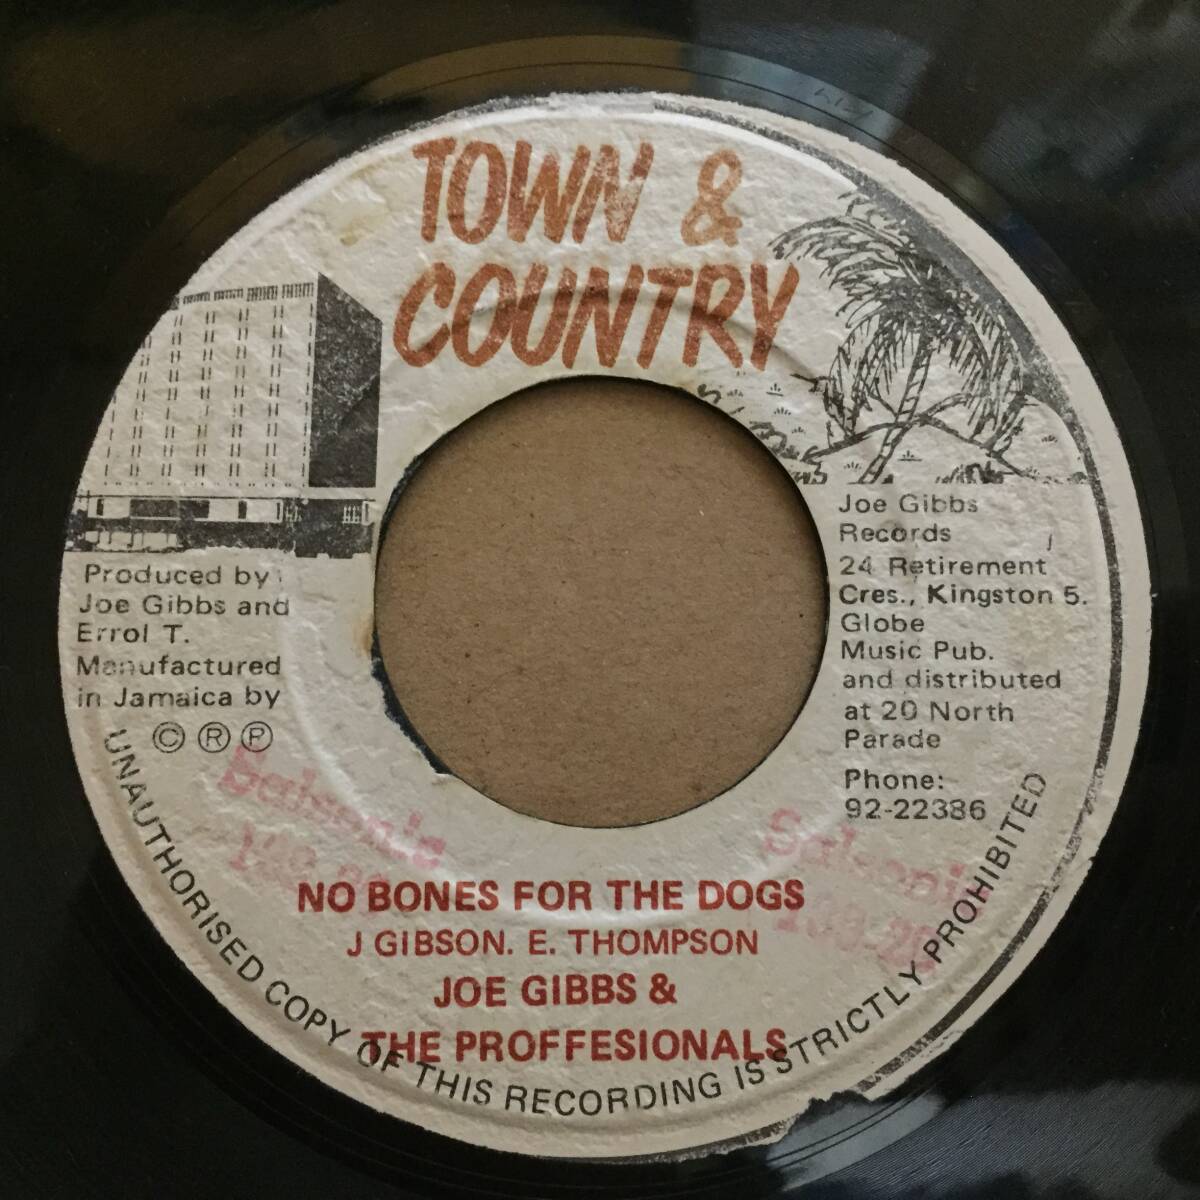 TOWN &
COUNTRY
Produced by
Joe Gibbs and
Errol T.
Manufactured
in Jamaica by
© ® ℗
Joe Gibbs
Records
24 Retirement
Cres., Kingston 5.
Globe
Music Pub.
and distributed
at 20 North
Parade
Phone:
92-22386
NO BONES FOR THE DOGS
J GIBSON. E. THOMPSON
JOE GIBBS &
THE PROFFESIONALS
UNAUTHORISED COPY OF THIS RECORDING IS STRICTLY PROHIBITED